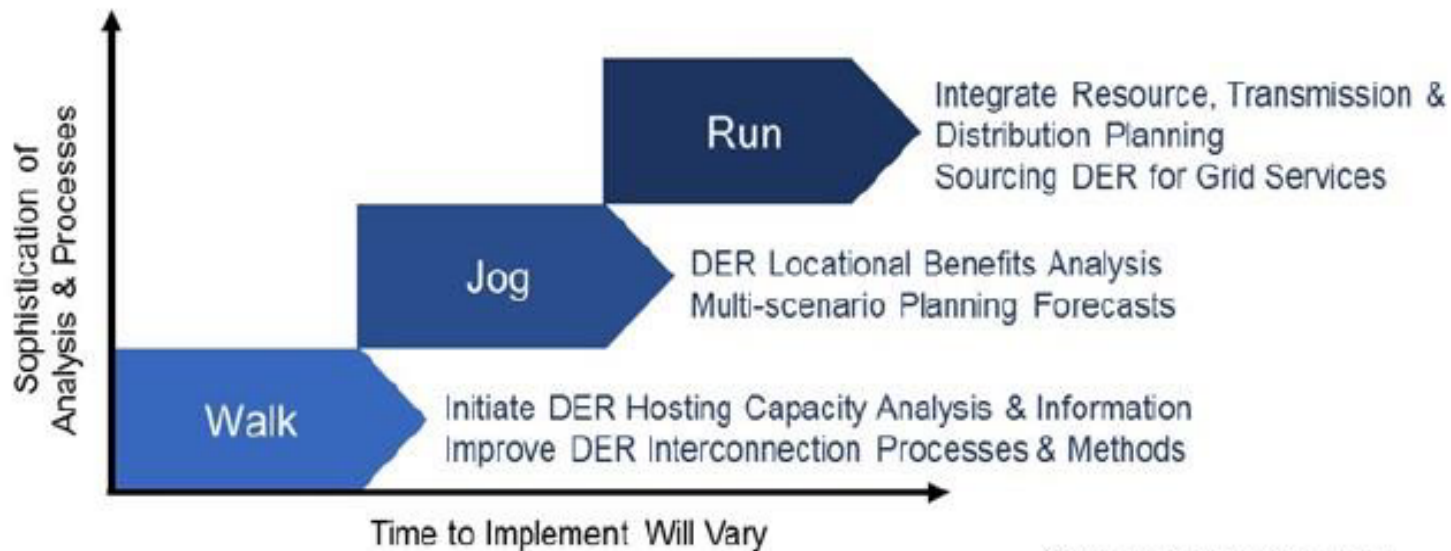 Sophistication of
Analysis & Processes
Run
Integrate Resource, Transmission &
Distribution Planning
Sourcing DER for Grid Services
Jog
DER Locational Benefits Analysis
Multi-scenario Planning Forecasts
Walk
Initiate DER Hosting Capacity Analysis & Information
Improve DER Interconnection Processes & Methods
Time to Implement Will Vary